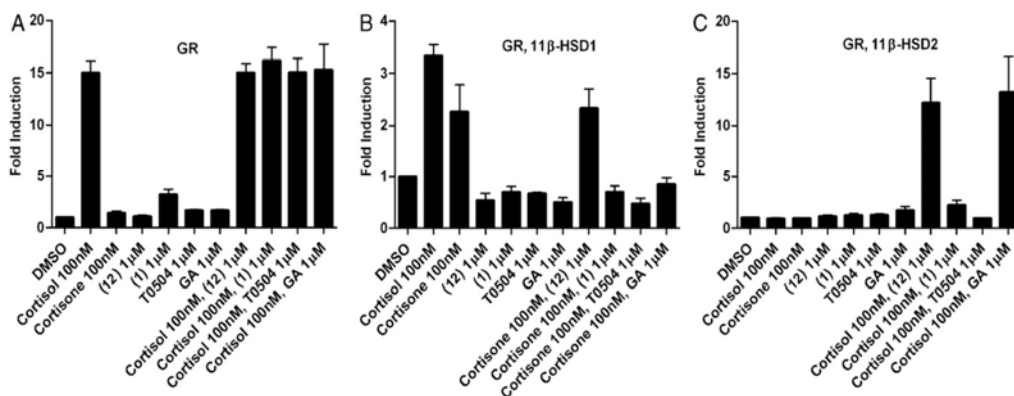 A
GR
Fold Induction
20
15
10
5
0
DMSO
Cortisol 100nM
Cortisone 100nM
(12) 1µM
(1) 1µM
T0504 1µM
GA 1µM
Cortisol 100nM, (12) 1µM
Cortisol 100nM, (1) 1µM
Cortisol 100nM, T0504 1µM
Cortisol 100nM, GA 1µM
B
GR, 11β-HSD1
Fold Induction
4
3
2
1
0
DMSO
Cortisol 100nM
Cortisone 100nM
(12) 1µM
(1) 1µM
T0504 1µM
GA 1µM
Cortisone 100nM, (12) 1µM
Cortisone 100nM, (1) 1µM
Cortisone 100nM, T0504 1µM
Cortisone 100nM, GA 1µM
C
GR, 11β-HSD2
Fold Induction
20
15
10
5
0
DMSO
Cortisol 100nM
Cortisone 100nM
(12) 1µM
(1) 1µM
T0504 1µM
GA 1µM
Cortisol 100nM, (12) 1µM
Cortisol 100nM, (1) 1µM
Cortisol 100nM, T0504 1µM
Cortisol 100nM, GA 1µM